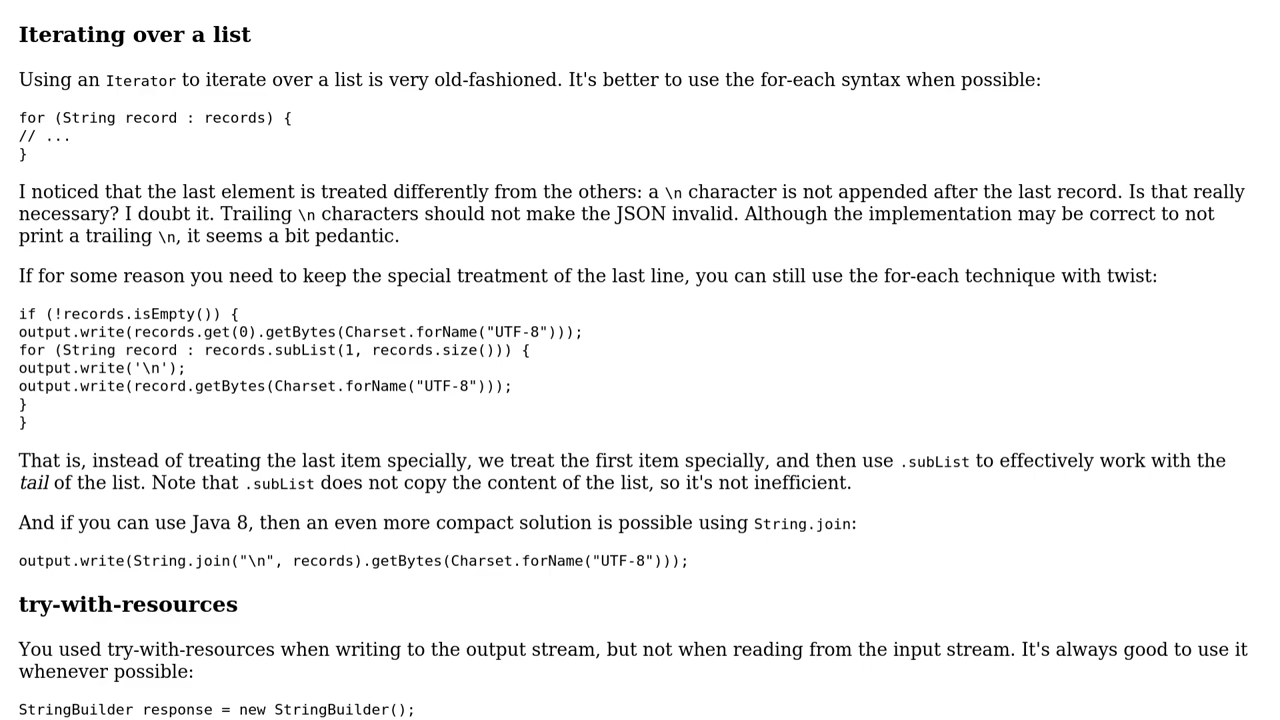 Iterating over a list
Using an Iterator to iterate over a list is very old-fashioned. It's better to use the for-each syntax when possible:
for (String record : records) {
// ...
}
I noticed that the last element is treated differently from the others: a \n character is not appended after the last record. Is that really
necessary? I doubt it. Trailing \n characters should not make the JSON invalid. Although the implementation may be correct to not
print a trailing \n, it seems a bit pedantic.
If for some reason you need to keep the special treatment of the last line, you can still use the for-each technique with twist:
if (!records.isEmpty()) {
output.write(records.get(0).getBytes(Charset.forName("UTF-8")));
for (String record : records.subList(1, records.size())) {
output.write('\n');
output.write(record.getBytes(Charset.forName("UTF-8")));
}
}
That is, instead of treating the last item specially, we treat the first item specially, and then use .subList to effectively work with the
tail of the list. Note that .subList does not copy the content of the list, so it's not inefficient.
And if you can use Java 8, then an even more compact solution is possible using String.join:
output.write(String.join("\n", records).getBytes(Charset.forName("UTF-8")));
try-with-resources
You used try-with-resources when writing to the output stream, but not when reading from the input stream. It's always good to use it
whenever possible:
StringBuilder response = new StringBuilder();